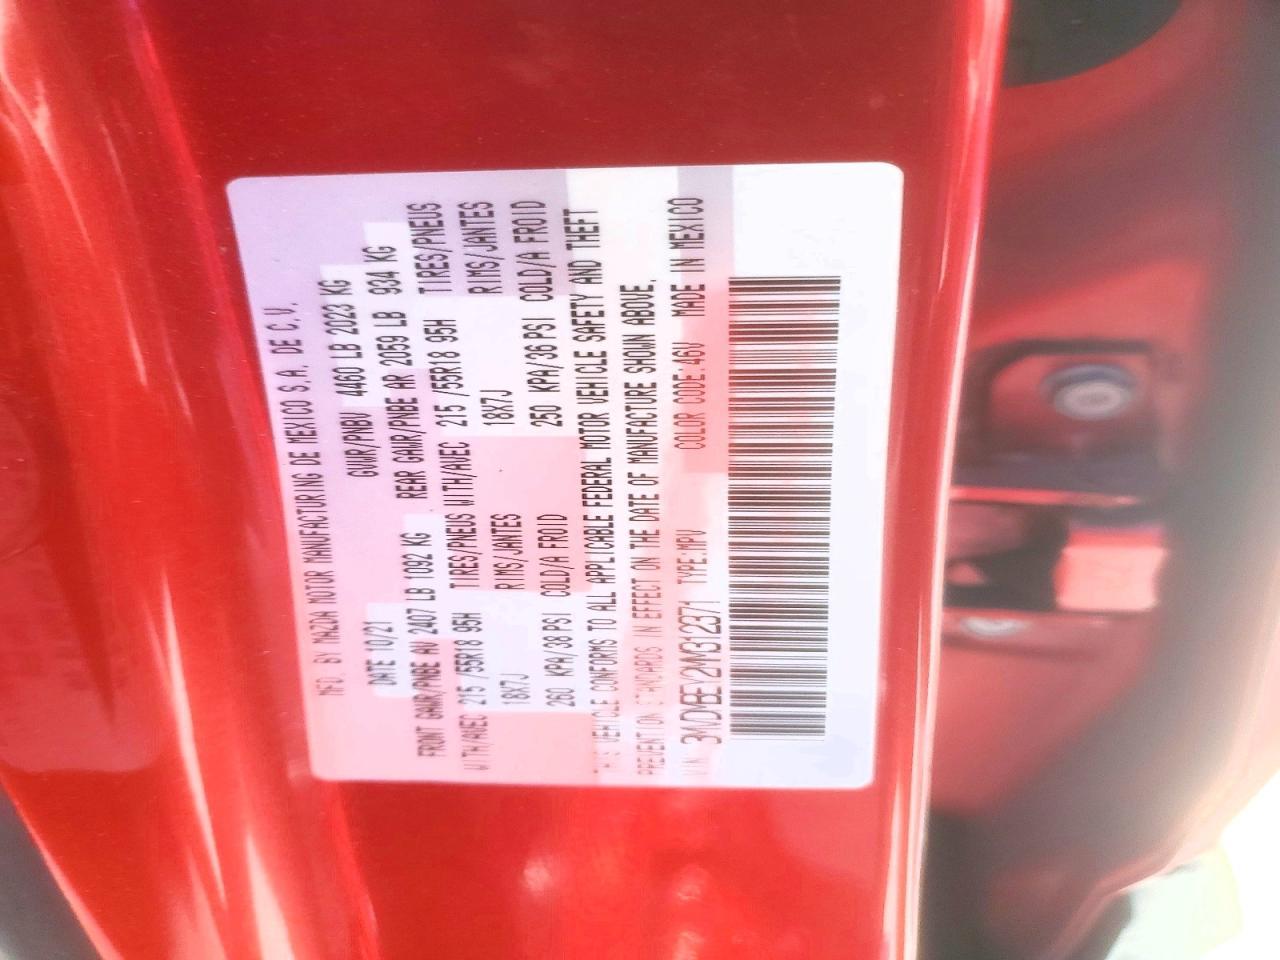 MFD. BY MAZDA MOTOR MANUFACTURING DE MEXICO S.A. DE C.V.
DATE 10/21 GVWR/PNBV 4460 LB 2023 KG
FRONT GAWR/PNBE AV 2407 LB 1092 KG REAR GAWR/PNBE AR 2059 LB 934 KG
WITH/AVEC 215 /55R18 95H TIRES/PNEUS WITH/AVEC 215 /55R18 95H TIRES/PNEUS
18X7J RIMS/JANTES 18X7J RIMS/JANTES
260 KPA/38 PSI COLD/A FROID 250 KPA/36 PSI COLD/A FROID
THIS VEHICLE CONFORMS TO ALL APPLICABLE FEDERAL MOTOR VEHICLE SAFETY AND THEFT
PREVENTION STANDARDS IN EFFECT ON THE DATE OF MANUFACTURE SHOWN ABOVE.
VIN: TYPE:MPV COLOR CODE:46V MADE IN MEXICO